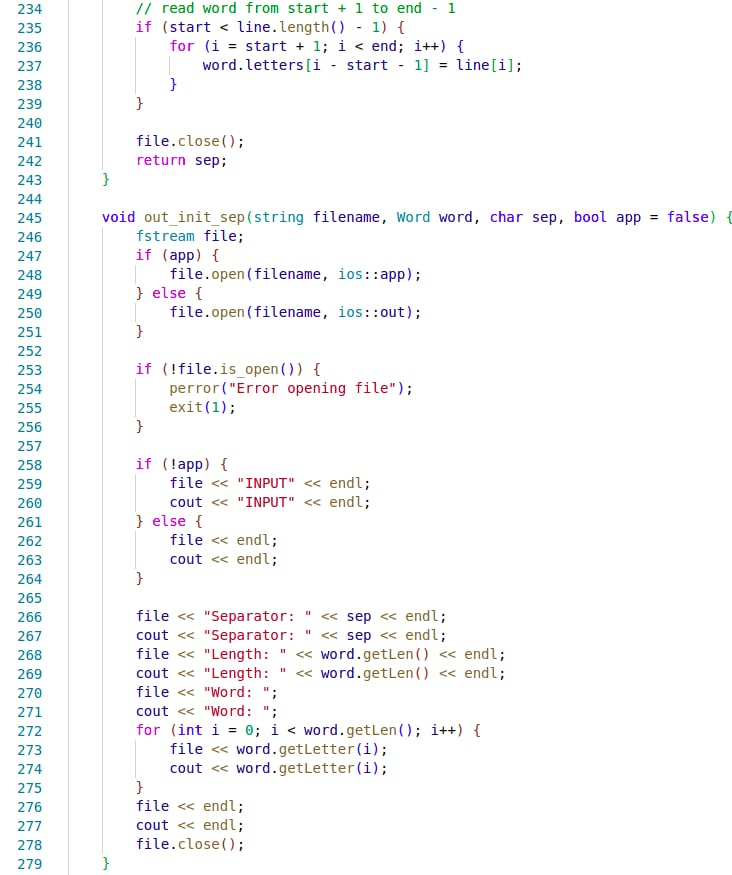 234 // read word from start + 1 to end - 1
235 if (start < line.length() - 1) {
236 for (i = start + 1; i < end; i++) {
237 word.letters[i - start - 1] = line[i];
238 }
239 }
240
241 file.close();
242 return sep;
243 }
244
245 void out_init_sep(string filename, Word word, char sep, bool app = false) {
246 fstream file;
247 if (app) {
248 file.open(filename, ios::app);
249 } else {
250 file.open(filename, ios::out);
251 }
252
253 if (!file.is_open()) {
254 perror("Error opening file");
255 exit(1);
256 }
257
258 if (!app) {
259 file << "INPUT" << endl;
260 cout << "INPUT" << endl;
261 } else {
262 file << endl;
263 cout << endl;
264 }
265
266 file << "Separator: " << sep << endl;
267 cout << "Separator: " << sep << endl;
268 file << "Length: " << word.getLen() << endl;
269 cout << "Length: " << word.getLen() << endl;
270 file << "Word: ";
271 cout << "Word: ";
272 for (int i = 0; i < word.getLen(); i++) {
273 file << word.getLetter(i);
274 cout << word.getLetter(i);
275 }
276 file << endl;
277 cout << endl;
278 file.close();
279 }